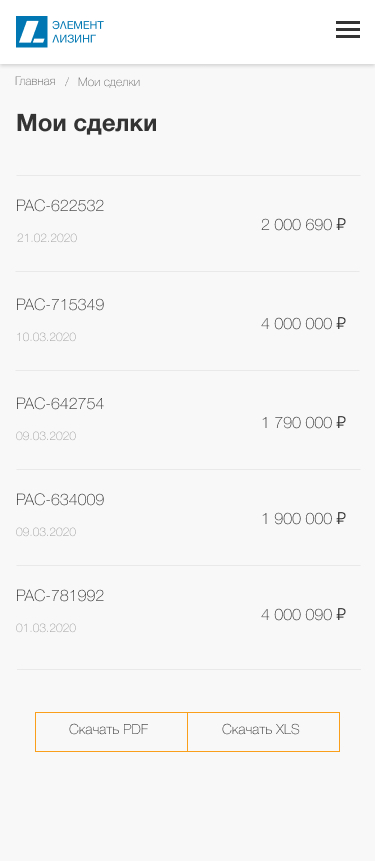 ЭЛЕМЕНТ
ЛИЗИНГ
Главная / Мои сделки
Мои сделки
РАС-622532
2 000 690 ₽
21.02.2020
РАС-715349
4 000 000 ₽
10.03.2020
РАС-642754
1 790 000 ₽
09.03.2020
РАС-634009
1 900 000 ₽
09.03.2020
РАС-781992
4 000 090 ₽
01.03.2020
Скачать PDF Скачать XLS